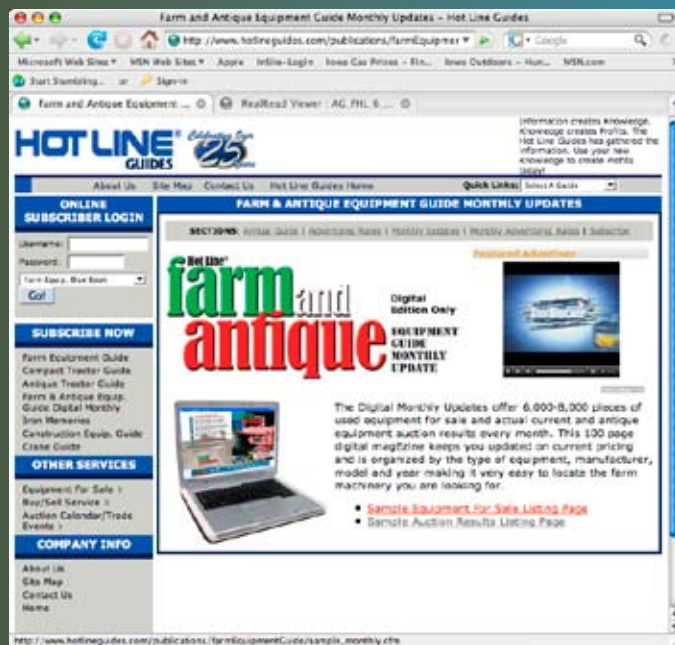 Farm and Antique Equipment Guide Monthly Updates – Hot Line Guides
http://www.hotlineguides.com/publications/farmEquipmer
Google
Microsoft Web Sites MSN Web Sites Apple InSite-Login Iowa Gas Prices - Fin... Iowa Outdoors - Hun... MSN.com
Start Stumbling... or Sign-in
Farm and Antique Equipment ... RealRead Viewer : AG_FHL_6 ...
HOT LINE®
GUIDES
Celebrating Over
25
Years
Information creates Knowledge.
Knowledge creates Profits. The
Hot Line Guides has gathered the
information. Use your new
knowledge to create Profits
today!
About Us Site Map Contact Us Hot Line Guides Home Quick Links: Select A Guide
ONLINE
SUBSCRIBER LOGIN
Username:
Password:
Farm Equip. Blue Book
Go!
SUBSCRIBE NOW
Farm Equipment Guide
Compact Tractor Guide
Antique Tractor Guide
Farm & Antique Equip.
Guide Digital Monthly
Iron Memories
Construction Equip. Guide
Crane Guide
OTHER SERVICES
Equipment For Sale >
Buy/Sell Service >
Auction Calendar/Trade
Events >
COMPANY INFO
About Us
Site Map
Contact Us
Home
FARM & ANTIQUE EQUIPMENT GUIDE MONTHLY UPDATES
SECTIONS: Annual Guide | Advertising Rates | Monthly Updates | Monthly Advertising Rates | Subscribe
Featured Advertiser
Hot Line®
farm and
antique
Digital
Edition Only
EQUIPMENT
GUIDE
MONTHLY
UPDATE
The Digital Monthly Updates offer 6,000-8,000 pieces of
used equipment for sale and actual current and antique
equipment auction results every month. This 100 page
digital magazine keeps you updated on current pricing
and is organized by the type of equipment, manufacturer,
model and year making it very easy to locate the farm
machinery you are looking for.
Sample Equipment For Sale Listing Page
Sample Auction Results Listing Page
http://www.hotlineguides.com/publications/farmEquipmentGuide/sample_monthly.cfm